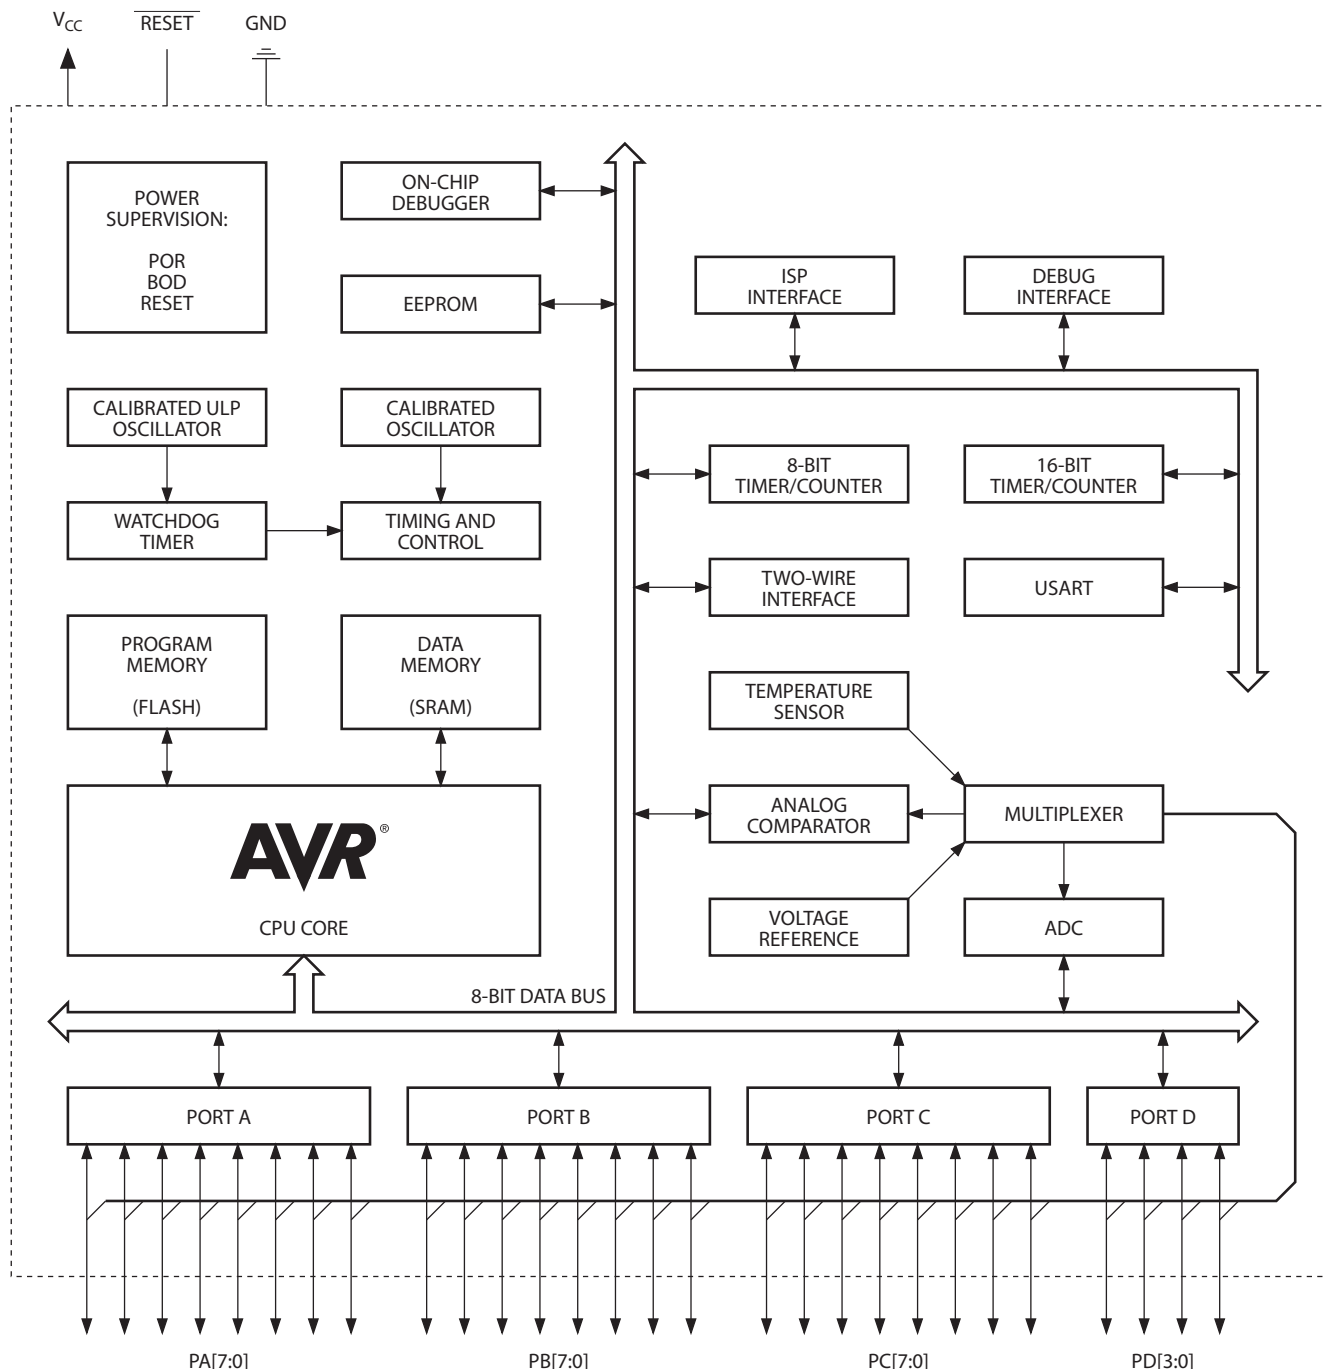 VCC
RESET
GND
POWER
SUPERVISION:
POR
BOD
RESET
ON-CHIP
DEBUGGER
EEPROM
ISP
INTERFACE
DEBUG
INTERFACE
CALIBRATED ULP
OSCILLATOR
CALIBRATED
OSCILLATOR
8-BIT
TIMER/COUNTER
16-BIT
TIMER/COUNTER
WATCHDOG
TIMER
TIMING AND
CONTROL
TWO-WIRE
INTERFACE
USART
PROGRAM
MEMORY
(FLASH)
DATA
MEMORY
(SRAM)
TEMPERATURE
SENSOR
ANALOG
COMPARATOR
MULTIPLEXER
AVR®
CPU CORE
VOLTAGE
REFERENCE
ADC
8-BIT DATA BUS
PORT A
PORT B
PORT C
PORT D
PA[7:0]
PB[7:0]
PC[7:0]
PD[3:0]